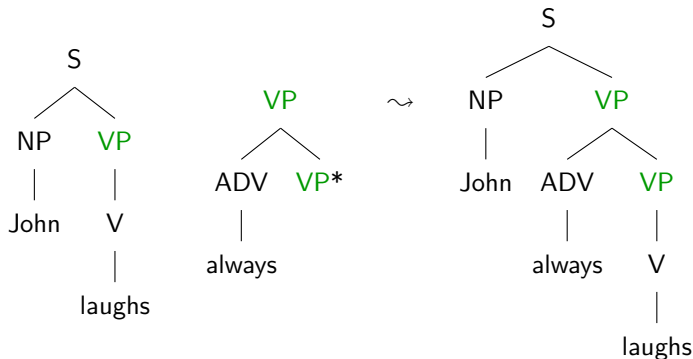 S
S
VP
⤳
NP
VP
NP
VP
ADV
VP*
John
ADV
VP
John
V
always
always
V
laughs
laughs